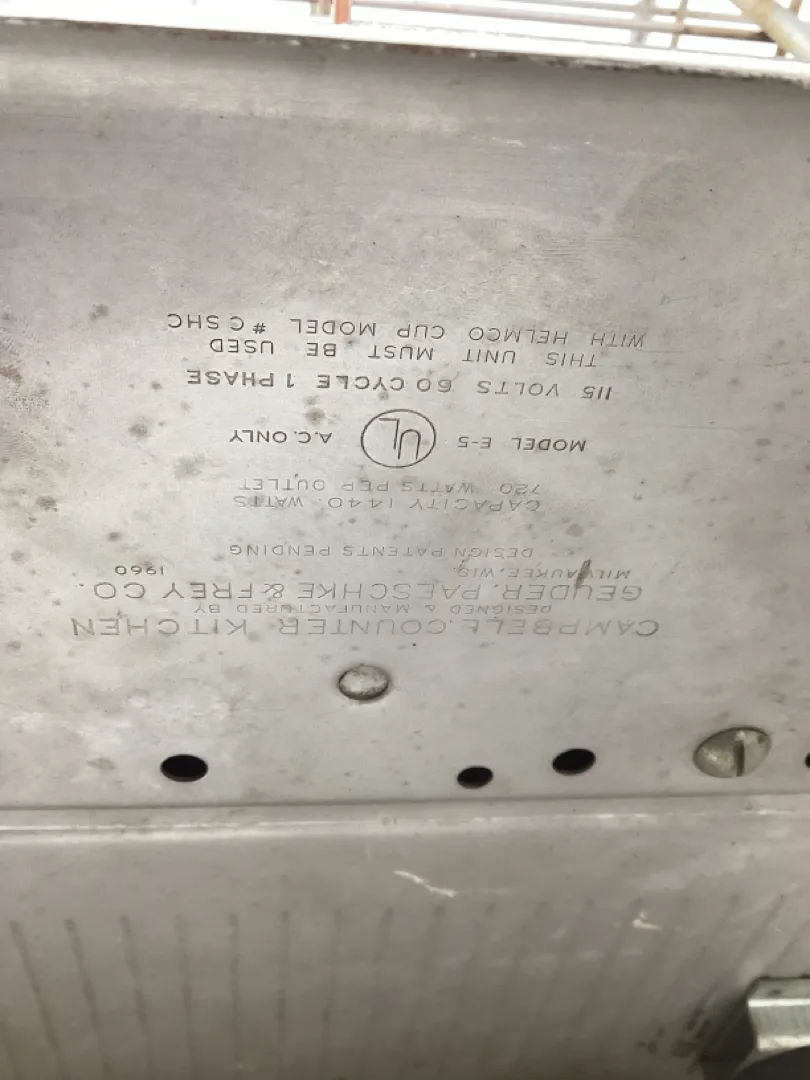 CAMPBELL COUNTER KITCHEN
DESIGNED & MANUFACTURED BY
GEUDER, PAESCHKE & FREY CO.
MILWAUKEE, WIS. 1960
DESIGN PATENTS PENDING
CAPACITY 1440 WATTS
720 WATTS PER OUTLET
MODEL E-5 UL A.C. ONLY
115 VOLTS 60 CYCLE 1 PHASE
THIS UNIT MUST BE USED
WITH HELMCO CUP MODEL # CSHC